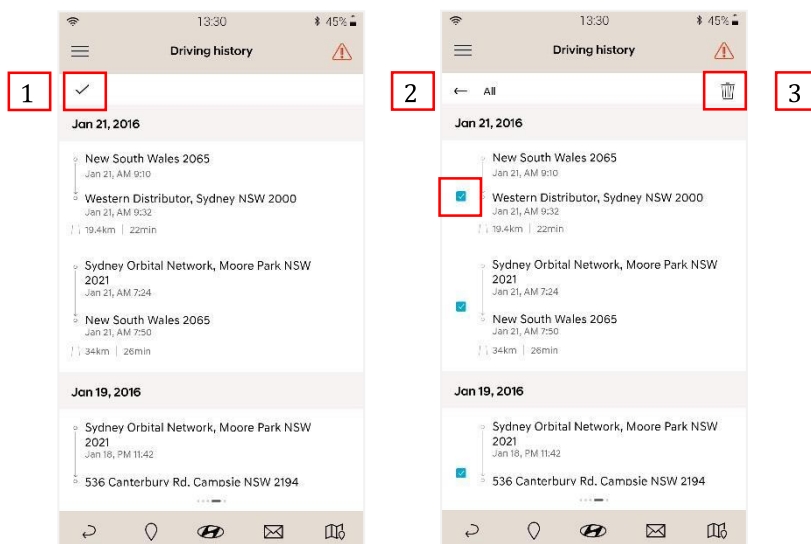 13:30
45%
Driving history
1
Jan 21, 2016
New South Wales 2065
Jan 21, AM 9:10
Western Distributor, Sydney NSW 2000
Jan 21, AM 9:32
19.4km | 22min
Sydney Orbital Network, Moore Park NSW
2021
Jan 21, AM 7:24
New South Wales 2065
Jan 21, AM 7:50
34km | 26min
Jan 19, 2016
Sydney Orbital Network, Moore Park NSW
2021
Jan 18, PM 11:42
536 Canterbury Rd. Campsie NSW 2194
13:30
45%
Driving history
2
All
3
Jan 21, 2016
New South Wales 2065
Jan 21, AM 9:10
Western Distributor, Sydney NSW 2000
Jan 21, AM 9:32
19.4km | 22min
Sydney Orbital Network, Moore Park NSW
2021
Jan 21, AM 7:24
New South Wales 2065
Jan 21, AM 7:50
34km | 26min
Jan 19, 2016
Sydney Orbital Network, Moore Park NSW
2021
Jan 18, PM 11:42
536 Canterbury Rd. Campsie NSW 2194